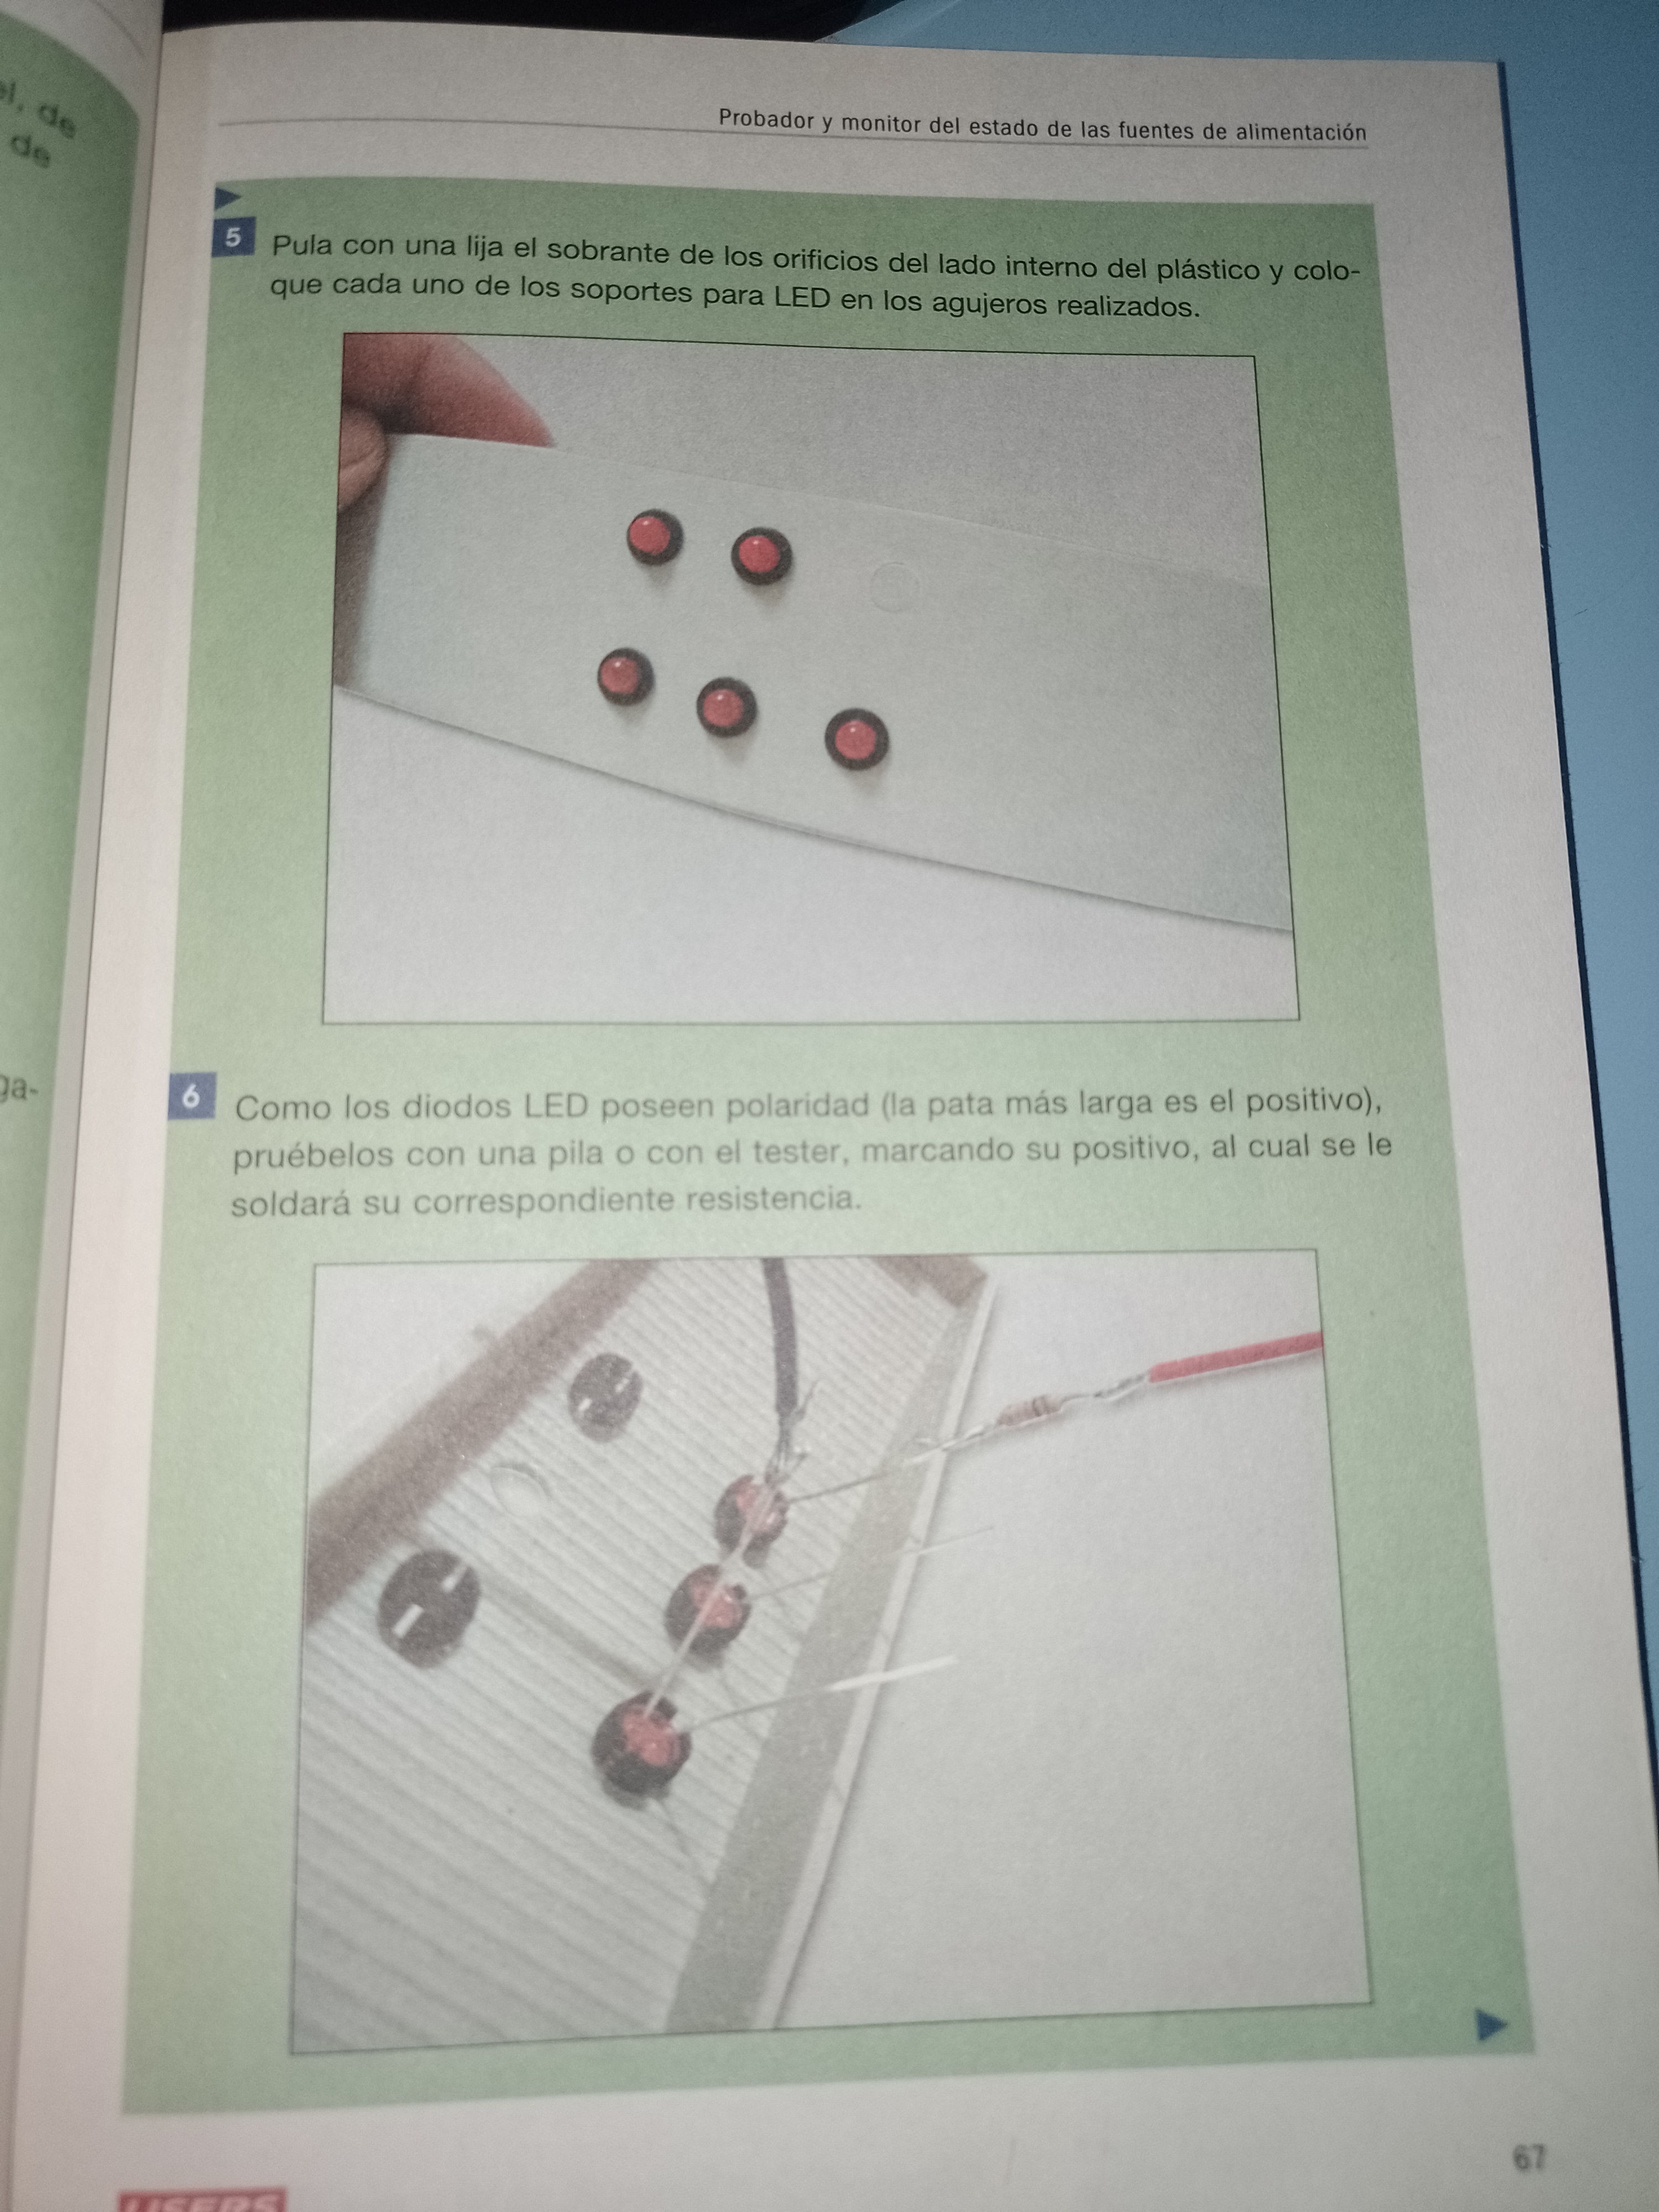 el, de
de
ga-
Probador y monitor del estado de las fuentes de alimentación
5 Pula con una lija el sobrante de los orificios del lado interno del plástico y colo-
que cada uno de los soportes para LED en los agujeros realizados.
6 Como los diodos LED poseen polaridad (la pata más larga es el positivo),
pruébelos con una pila o con el tester, marcando su positivo, al cual se le
soldará su correspondiente resistencia.
67
USERS